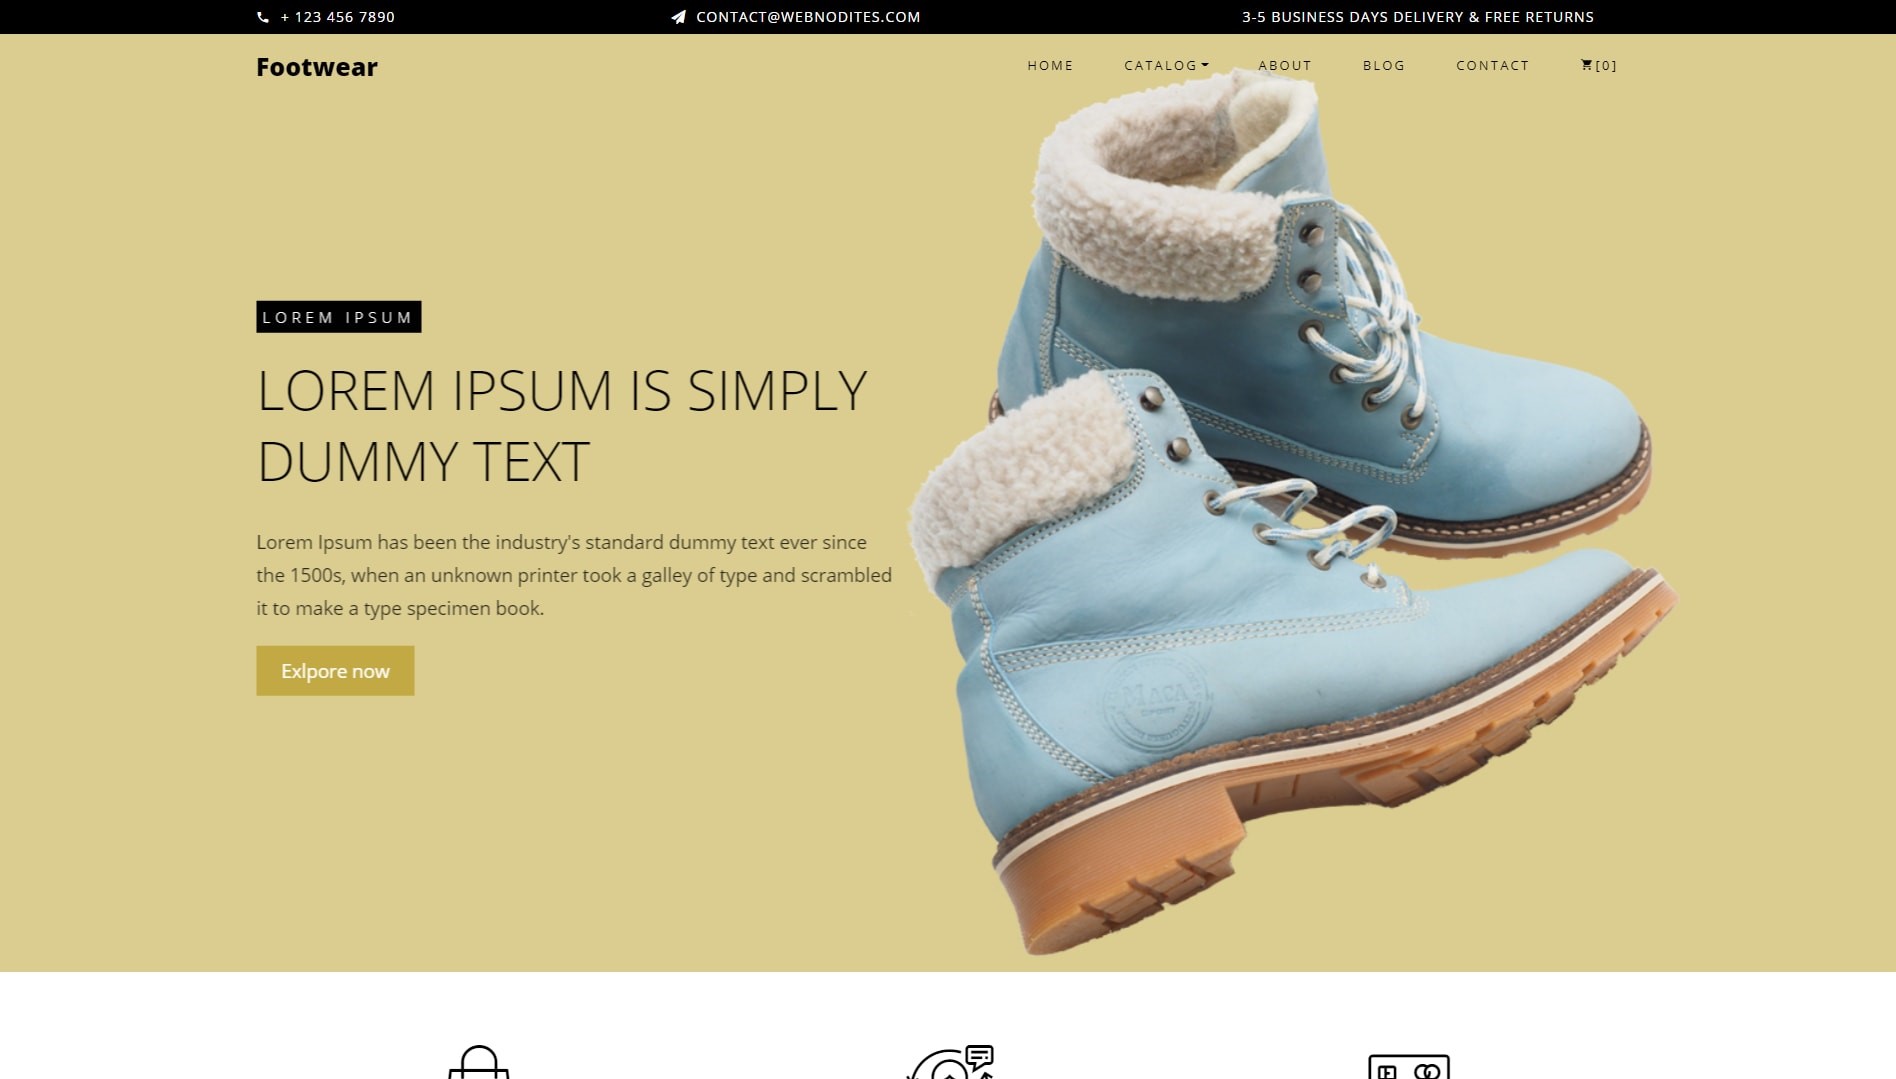 + 123 456 7890
CONTACT@WEBNODITES.COM
3-5 BUSINESS DAYS DELIVERY & FREE RETURNS
Footwear
HOME CATALOG ABOUT BLOG CONTACT [0]
LOREM IPSUM
LOREM IPSUM IS SIMPLY
DUMMY TEXT
Lorem Ipsum has been the industry's standard dummy text ever since
the 1500s, when an unknown printer took a galley of type and scrambled
it to make a type specimen book.
Exlpore now
MACA